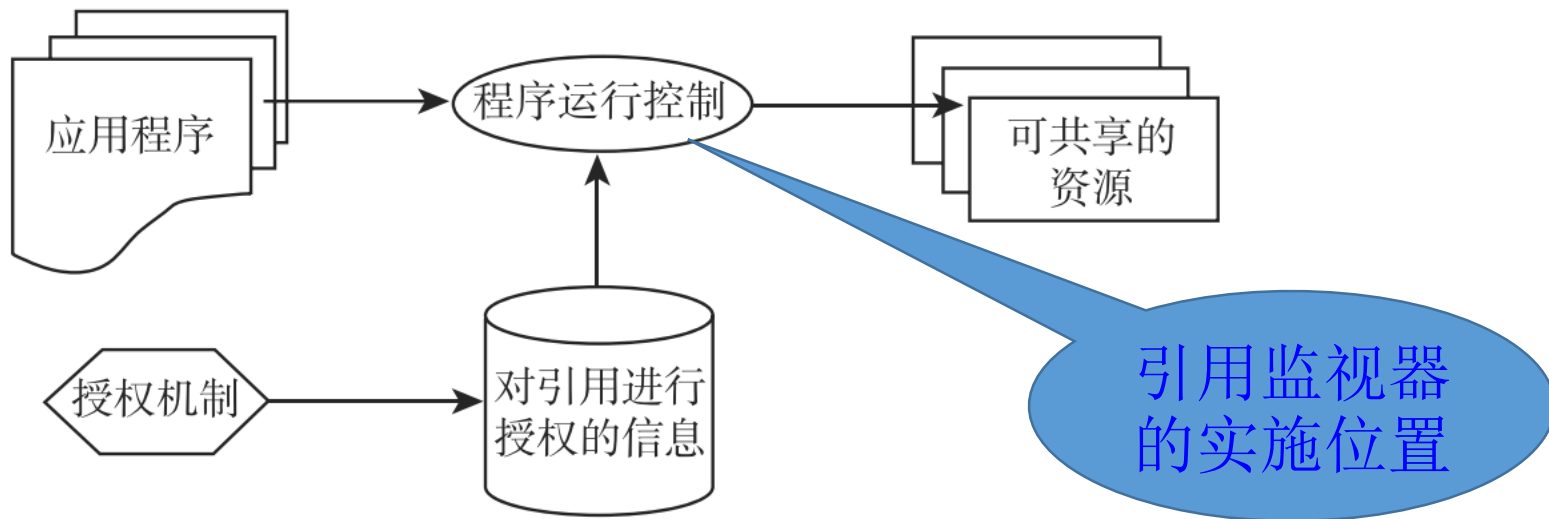 应用程序
程序运行控制
可共享的
资源
授权机制
对引用进行
授权的信息
引用监视器
的实施位置